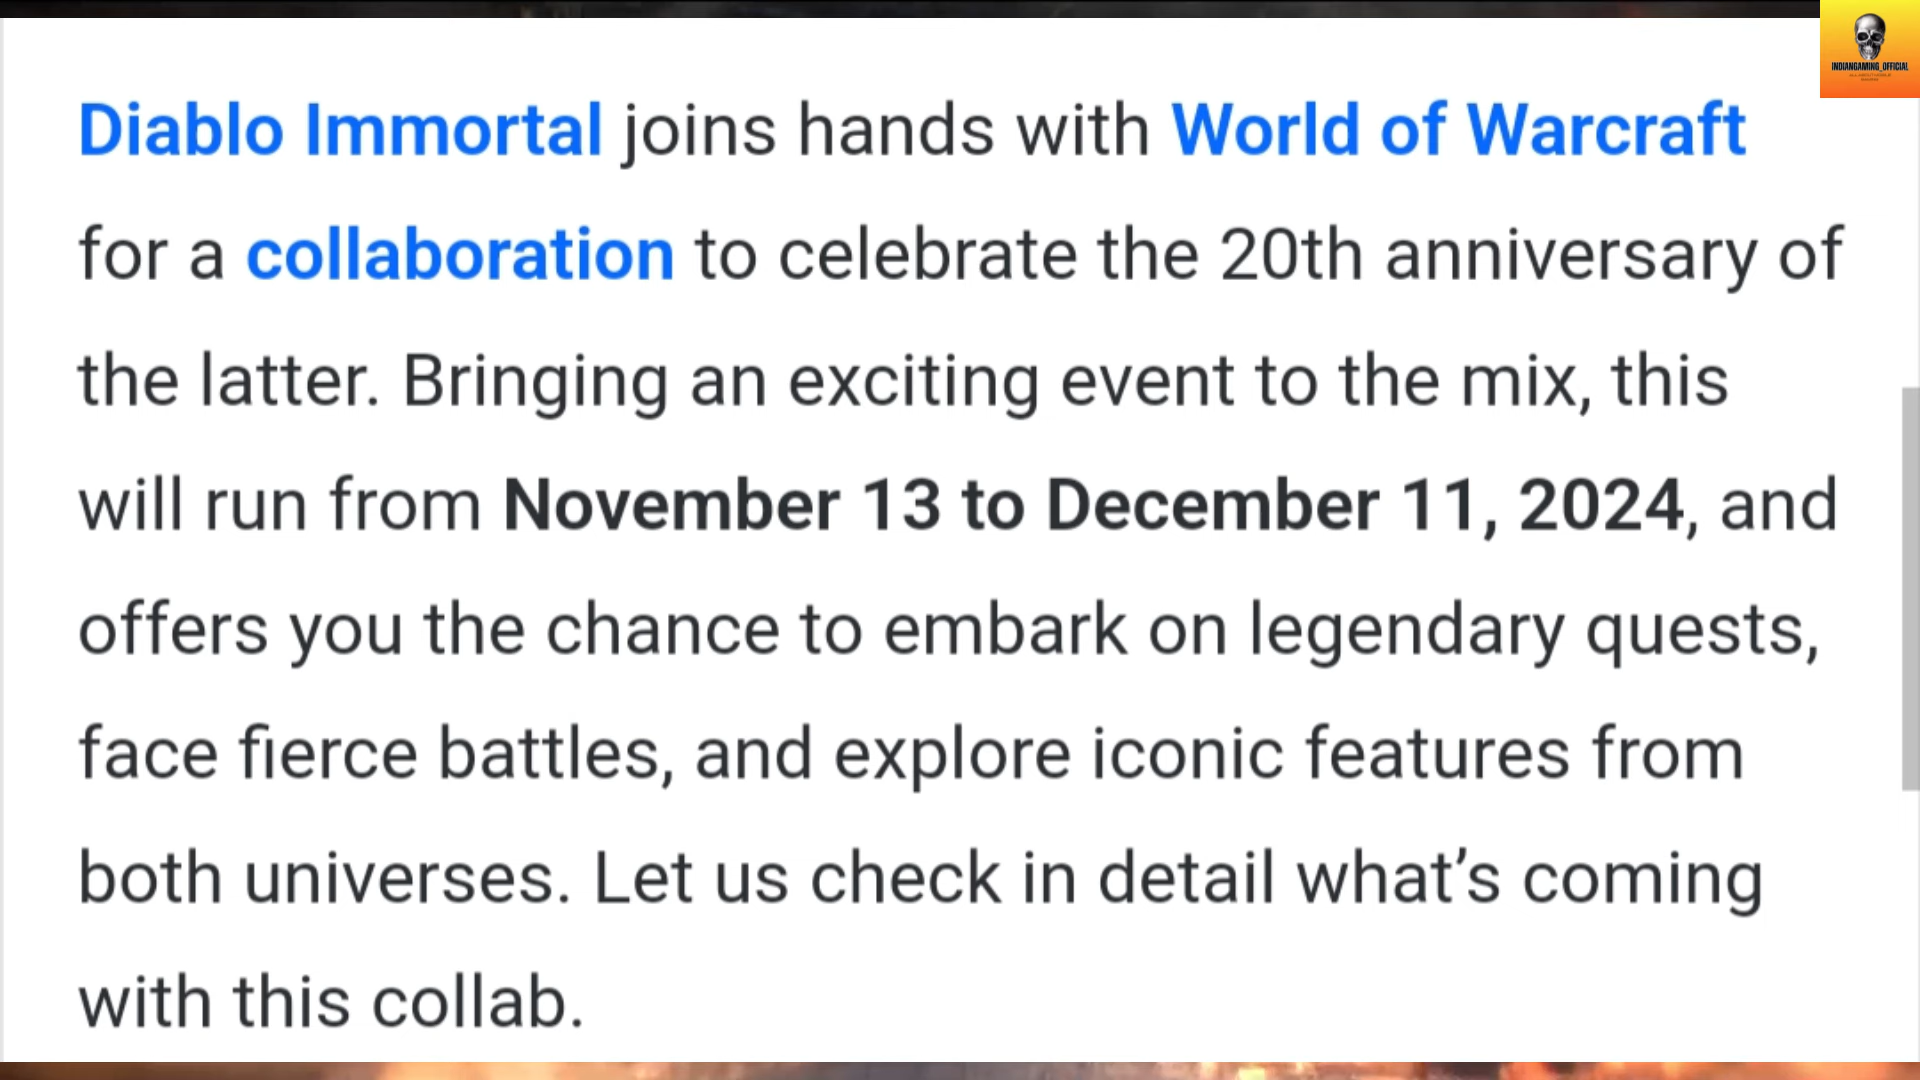 INDIANGAMING_OFFICIAL
Diablo Immortal joins hands with World of Warcraft
for a collaboration to celebrate the 20th anniversary of
the latter. Bringing an exciting event to the mix, this
will run from November 13 to December 11, 2024, and
offers you the chance to embark on legendary quests,
face fierce battles, and explore iconic features from
both universes. Let us check in detail what’s coming
with this collab.